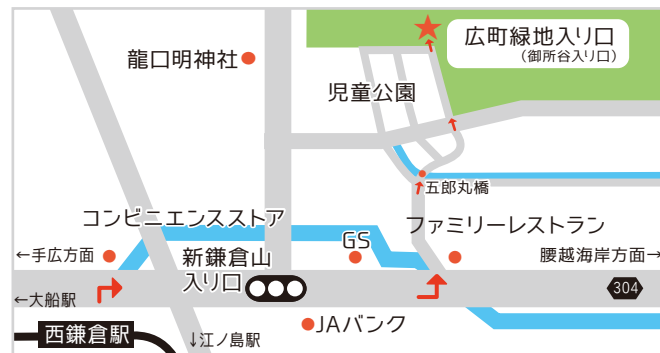 広町緑地入り口
(御所谷入り口)
龍口明神社
児童公園
五郎丸橋
コンビニエンスストア
ファミリーレストラン
←手広方面
新鎌倉山
入り口
GS
腰越海岸方面→
304
←大船駅
JAバンク
西鎌倉駅
↓江ノ島駅